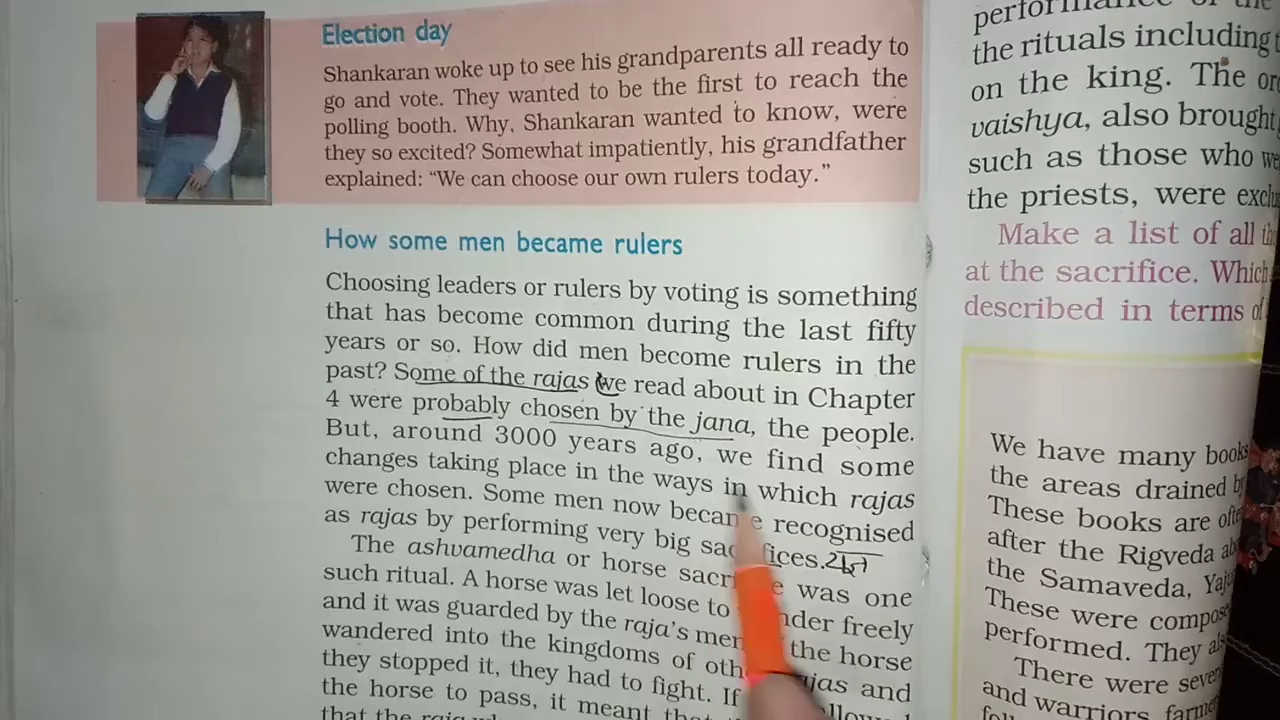 Election day
Shankaran woke up to see his grandparents all ready to
go and vote. They wanted to be the first to reach the
polling booth. Why, Shankaran wanted to know, were
they so excited? Somewhat impatiently, his grandfather
explained: “We can choose our own rulers today.”
How some men became rulers
Choosing leaders or rulers by voting is something
that has become common during the last fifty
years or so. How did men become rulers in the
past? Some of the rajas we read about in Chapter
4 were probably chosen by the jana, the people.
But, around 3000 years ago, we find some
changes taking place in the ways in which rajas
were chosen. Some men now became recognised
as rajas by performing very big sacrifices.
The ashvamedha or horse sacrifice was one
such ritual. A horse was let loose to wander freely
and it was guarded by the raja’s men. If the horse
wandered into the kingdoms of other rajas and
they stopped it, they had to fight. If allowed
the horse to pass, it meant that
that the raja
performance of the
the rituals including
on the king. The
vaishya, also brought
such as those who
the priests, were
Make a list of all
at the sacrifice. Which
described in terms of
We have many books
the areas drained by
These books are often
after the Rigveda
the Samaveda,
These were
performed. They
There were
and warriors,